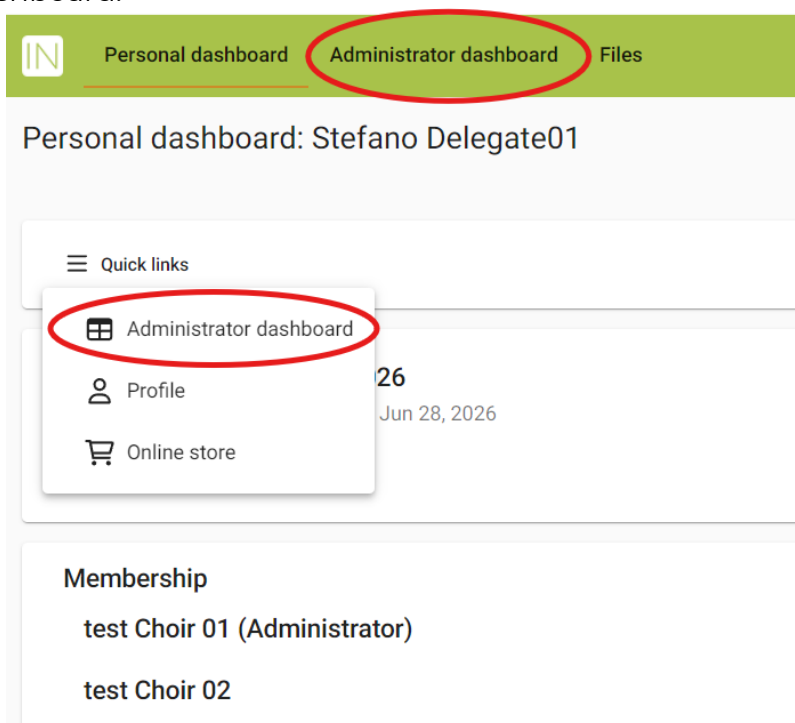 IN Personal dashboard Administrator dashboard Files
Personal dashboard: Stefano Delegate01
Quick links
Administrator dashboard
26
Profile
Jun 28, 2026
Online store
Membership
test Choir 01 (Administrator)
test Choir 02